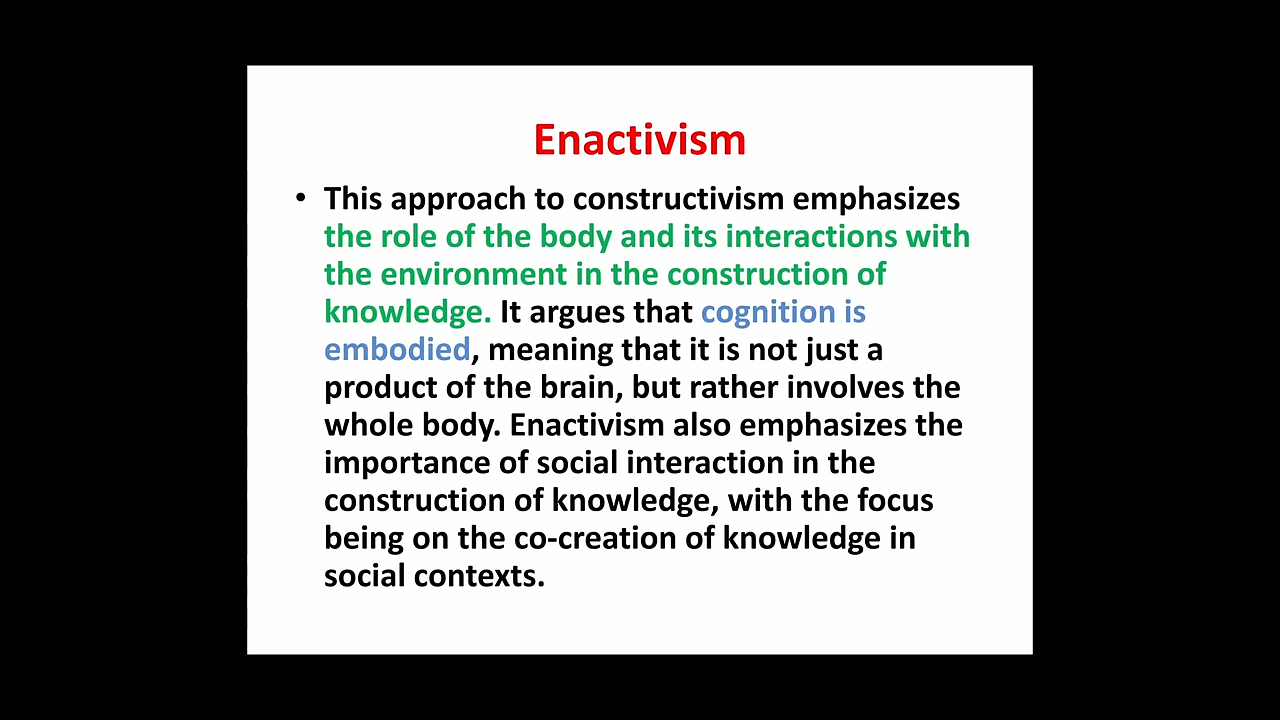 Enactivism
• This approach to constructivism emphasizes
the role of the body and its interactions with
the environment in the construction of
knowledge. It argues that cognition is
embodied, meaning that it is not just a
product of the brain, but rather involves the
whole body. Enactivism also emphasizes the
importance of social interaction in the
construction of knowledge, with the focus
being on the co-creation of knowledge in
social contexts.